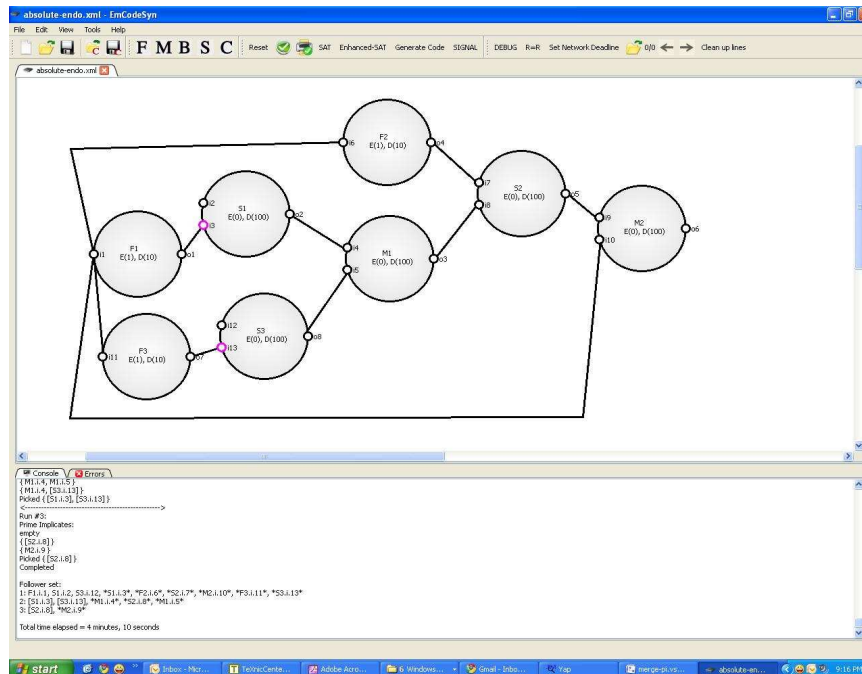 absolute-endo.xml - EmCodeSyn
File Edit View Tools Help
F M B S C Reset SAT Enhanced-SAT Generate Code SIGNAL DEBUG R=R Set Network Deadline 0/0 Clean up lines
absolute-endo.xml
F2
E(1), D(10)
i6
o4
S1
E(0), D(100)
i2
i3
o2
S2
E(0), D(100)
i7
i8
o5
M2
E(0), D(100)
i9
i10
o6
F1
E(1), D(10)
i1
o1
M1
E(0), D(100)
i4
i5
o3
S3
E(0), D(100)
i12
i13
o8
F3
E(1), D(10)
i11
o7
Console Errors
{ M1.i.4, M1.i.5 }
{ M1.i.4, [S3.i.13] }
Picked { [S1.i.3], [S3.i.13] }
<------------------------------------------------>
Run #3:
Prime Implicates:
empty
{ [S2.i.8] }
{ M2.i.9 }
Picked { [S2.i.8] }
Completed
Follower set:
1: F1.i.1, S1.i.2, S3.i.12, *S1.i.3*, *F2.i.6*, *S2.i.7*, *M2.i.10*, *F3.i.11*, *S3.i.13*
2: [S1.i.3], [S3.i.13], *M1.i.4*, *S2.i.8*, *M1.i.5*
3: [S2.i.8], *M2.i.9*
Total time elapsed = 4 minutes, 10 seconds
start Inbox - Micr... TeXnicCente... Adobe Acro... 6 Windows... Gmail - Inbo... Yap merge-pi.vs... absolute-en... 9:16 PM